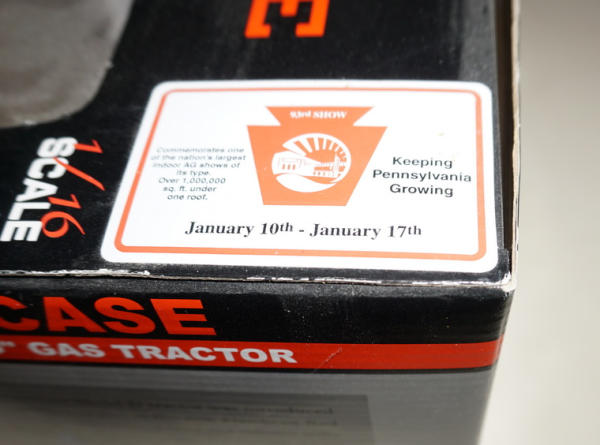 E
93rd SHOW
Commemorates one
of the nation's largest
indoor AG shows of
its type.
Over 1,000,000
sq. ft. under
one roof.
Keeping
Pennsylvania
Growing
January 10th - January 17th
1/16
SCALE
CASE
GAS TRACTOR